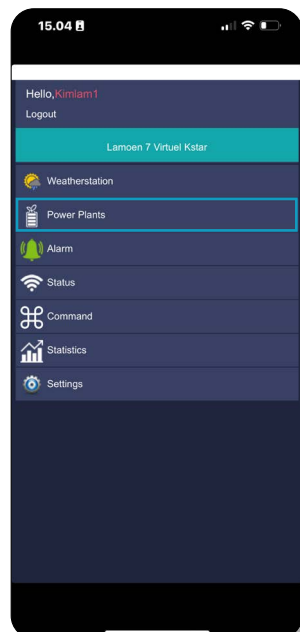 15.04
Hello,Kimlam1
Logout
Lamoen 7 Virtuel Kstar
Weatherstation
Power Plants
Alarm
Status
Command
Statistics
Settings